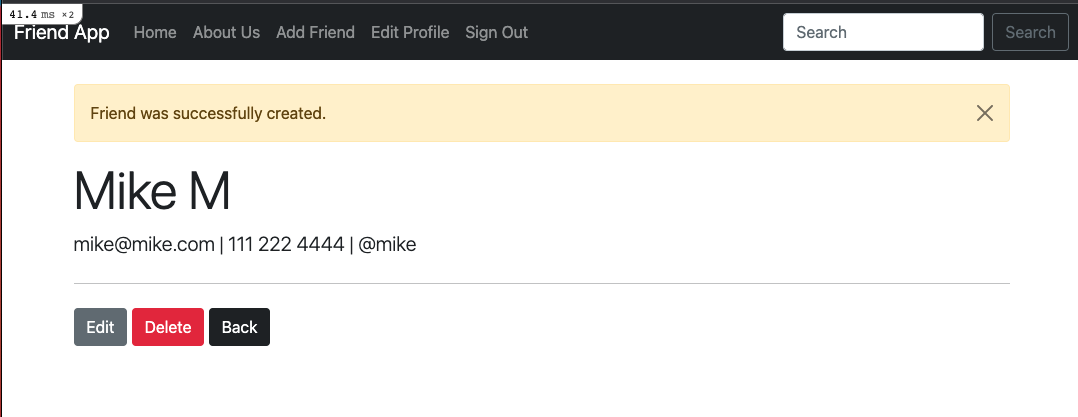 41.4 ms ×2
Friend App Home About Us Add Friend Edit Profile Sign Out Search Search
Friend was successfully created.
Mike M
mike@mike.com | 111 222 4444 | @mike
Edit Delete Back